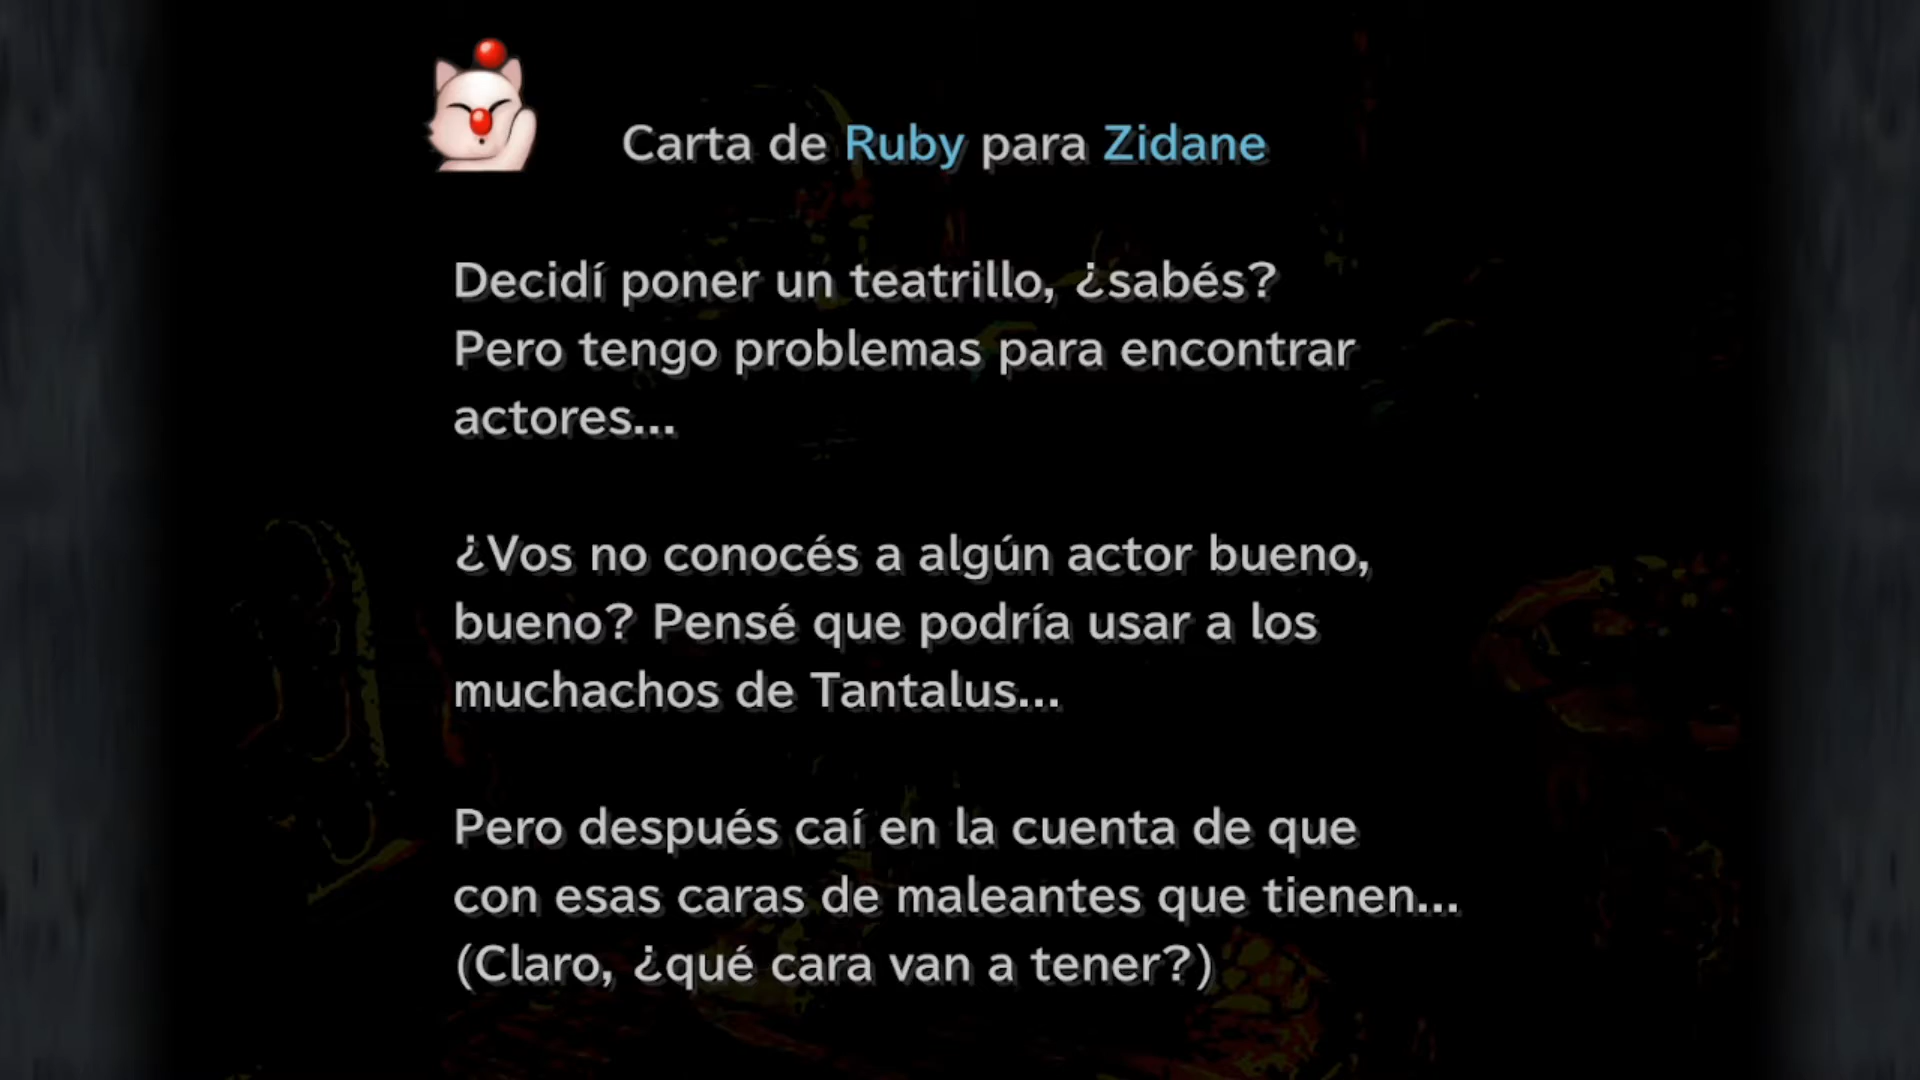 Carta de Ruby para Zidane
Decidí poner un teatrillo, ¿sabés?
Pero tengo problemas para encontrar
actores...
¿Vos no conocés a algún actor bueno,
bueno? Pensé que podría usar a los
muchachos de Tantalus...
Pero después caí en la cuenta de que
con esas caras de maleantes que tienen...
(Claro, ¿qué cara van a tener?)